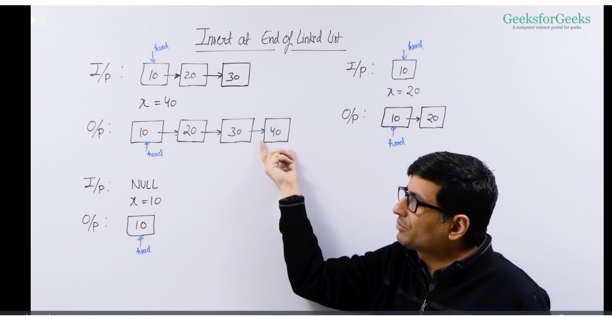 GeeksforGeeks
A computer science portal for geeks
Insert at End of Linked List
head
I/p : 10 20 30
x = 40
O/p : 10 20 30 40
head
I/p : NULL
x = 10
O/p : 10
head
head
I/p : 10
x = 20
O/p : 10 20
head